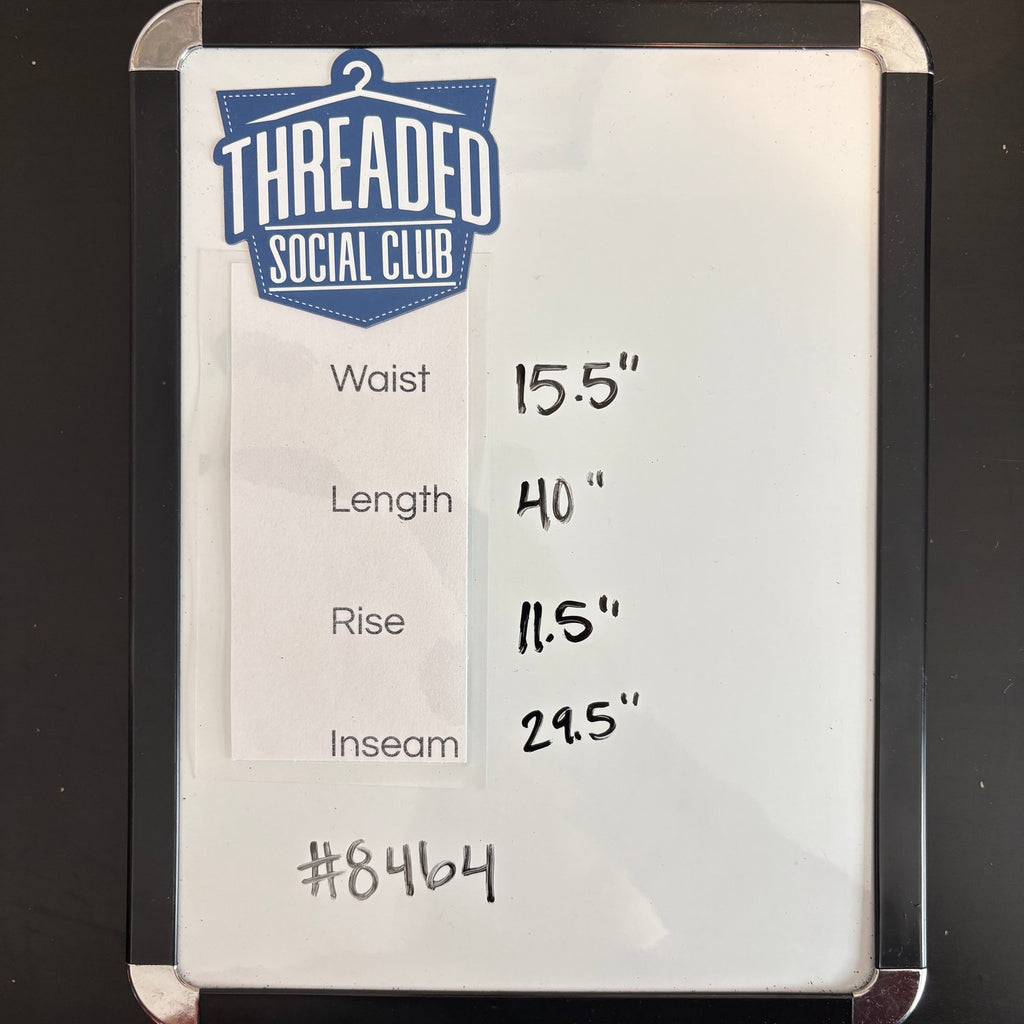 THREADED
SOCIAL CLUB
Waist 15.5"
Length 40"
Rise 11.5"
Inseam 29.5"
#8464